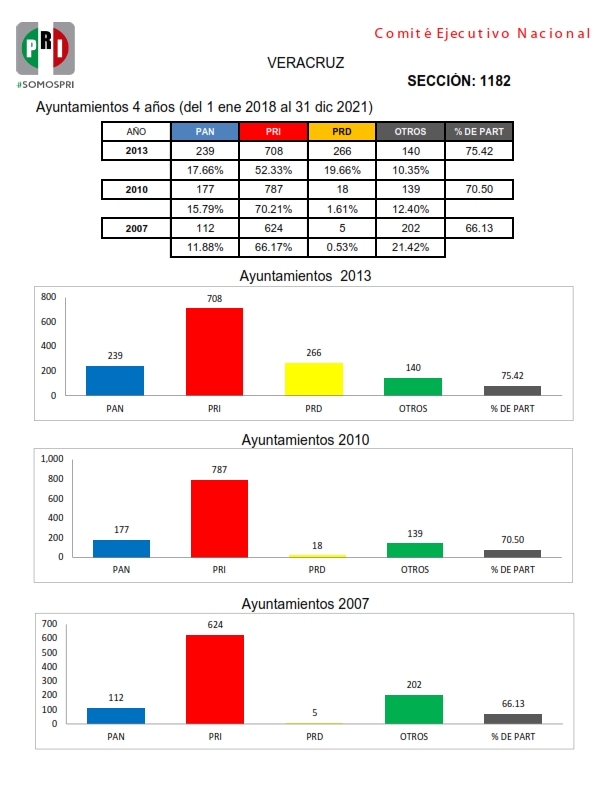 Comité Ejecutivo Nacional
PRI
#SOMOSPRI
VERACRUZ
SECCIÓN: 1182
Ayuntamientos 4 años (del 1 ene 2018 al 31 dic 2021)
AÑO PAN PRI PRD OTROS % DE PART
2013 239 708 266 140 75.42
17.66% 52.33% 19.66% 10.35%
2010 177 787 18 139 70.50
15.79% 70.21% 1.61% 12.40%
2007 112 624 5 202 66.13
11.88% 66.17% 0.53% 21.42%
Ayuntamientos 2013
800
600
400
200
0
239 708 266 140 75.42
PAN PRI PRD OTROS % DE PART
Ayuntamientos 2010
1,000
800
600
400
200
0
177 787 18 139 70.50
PAN PRI PRD OTROS % DE PART
Ayuntamientos 2007
700
600
500
400
300
200
100
0
112 624 5 202 66.13
PAN PRI PRD OTROS % DE PART